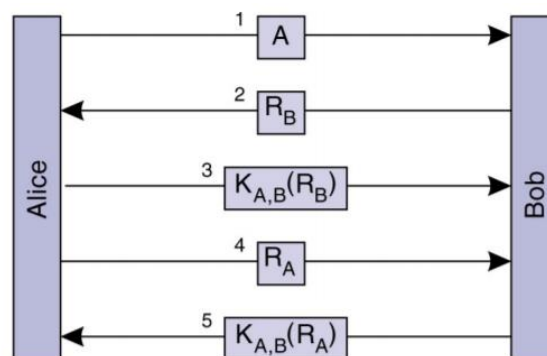 Alice
1 A
2 R_B
3 K_A,B(R_B)
4 R_A
5 K_A,B(R_A)
Bob